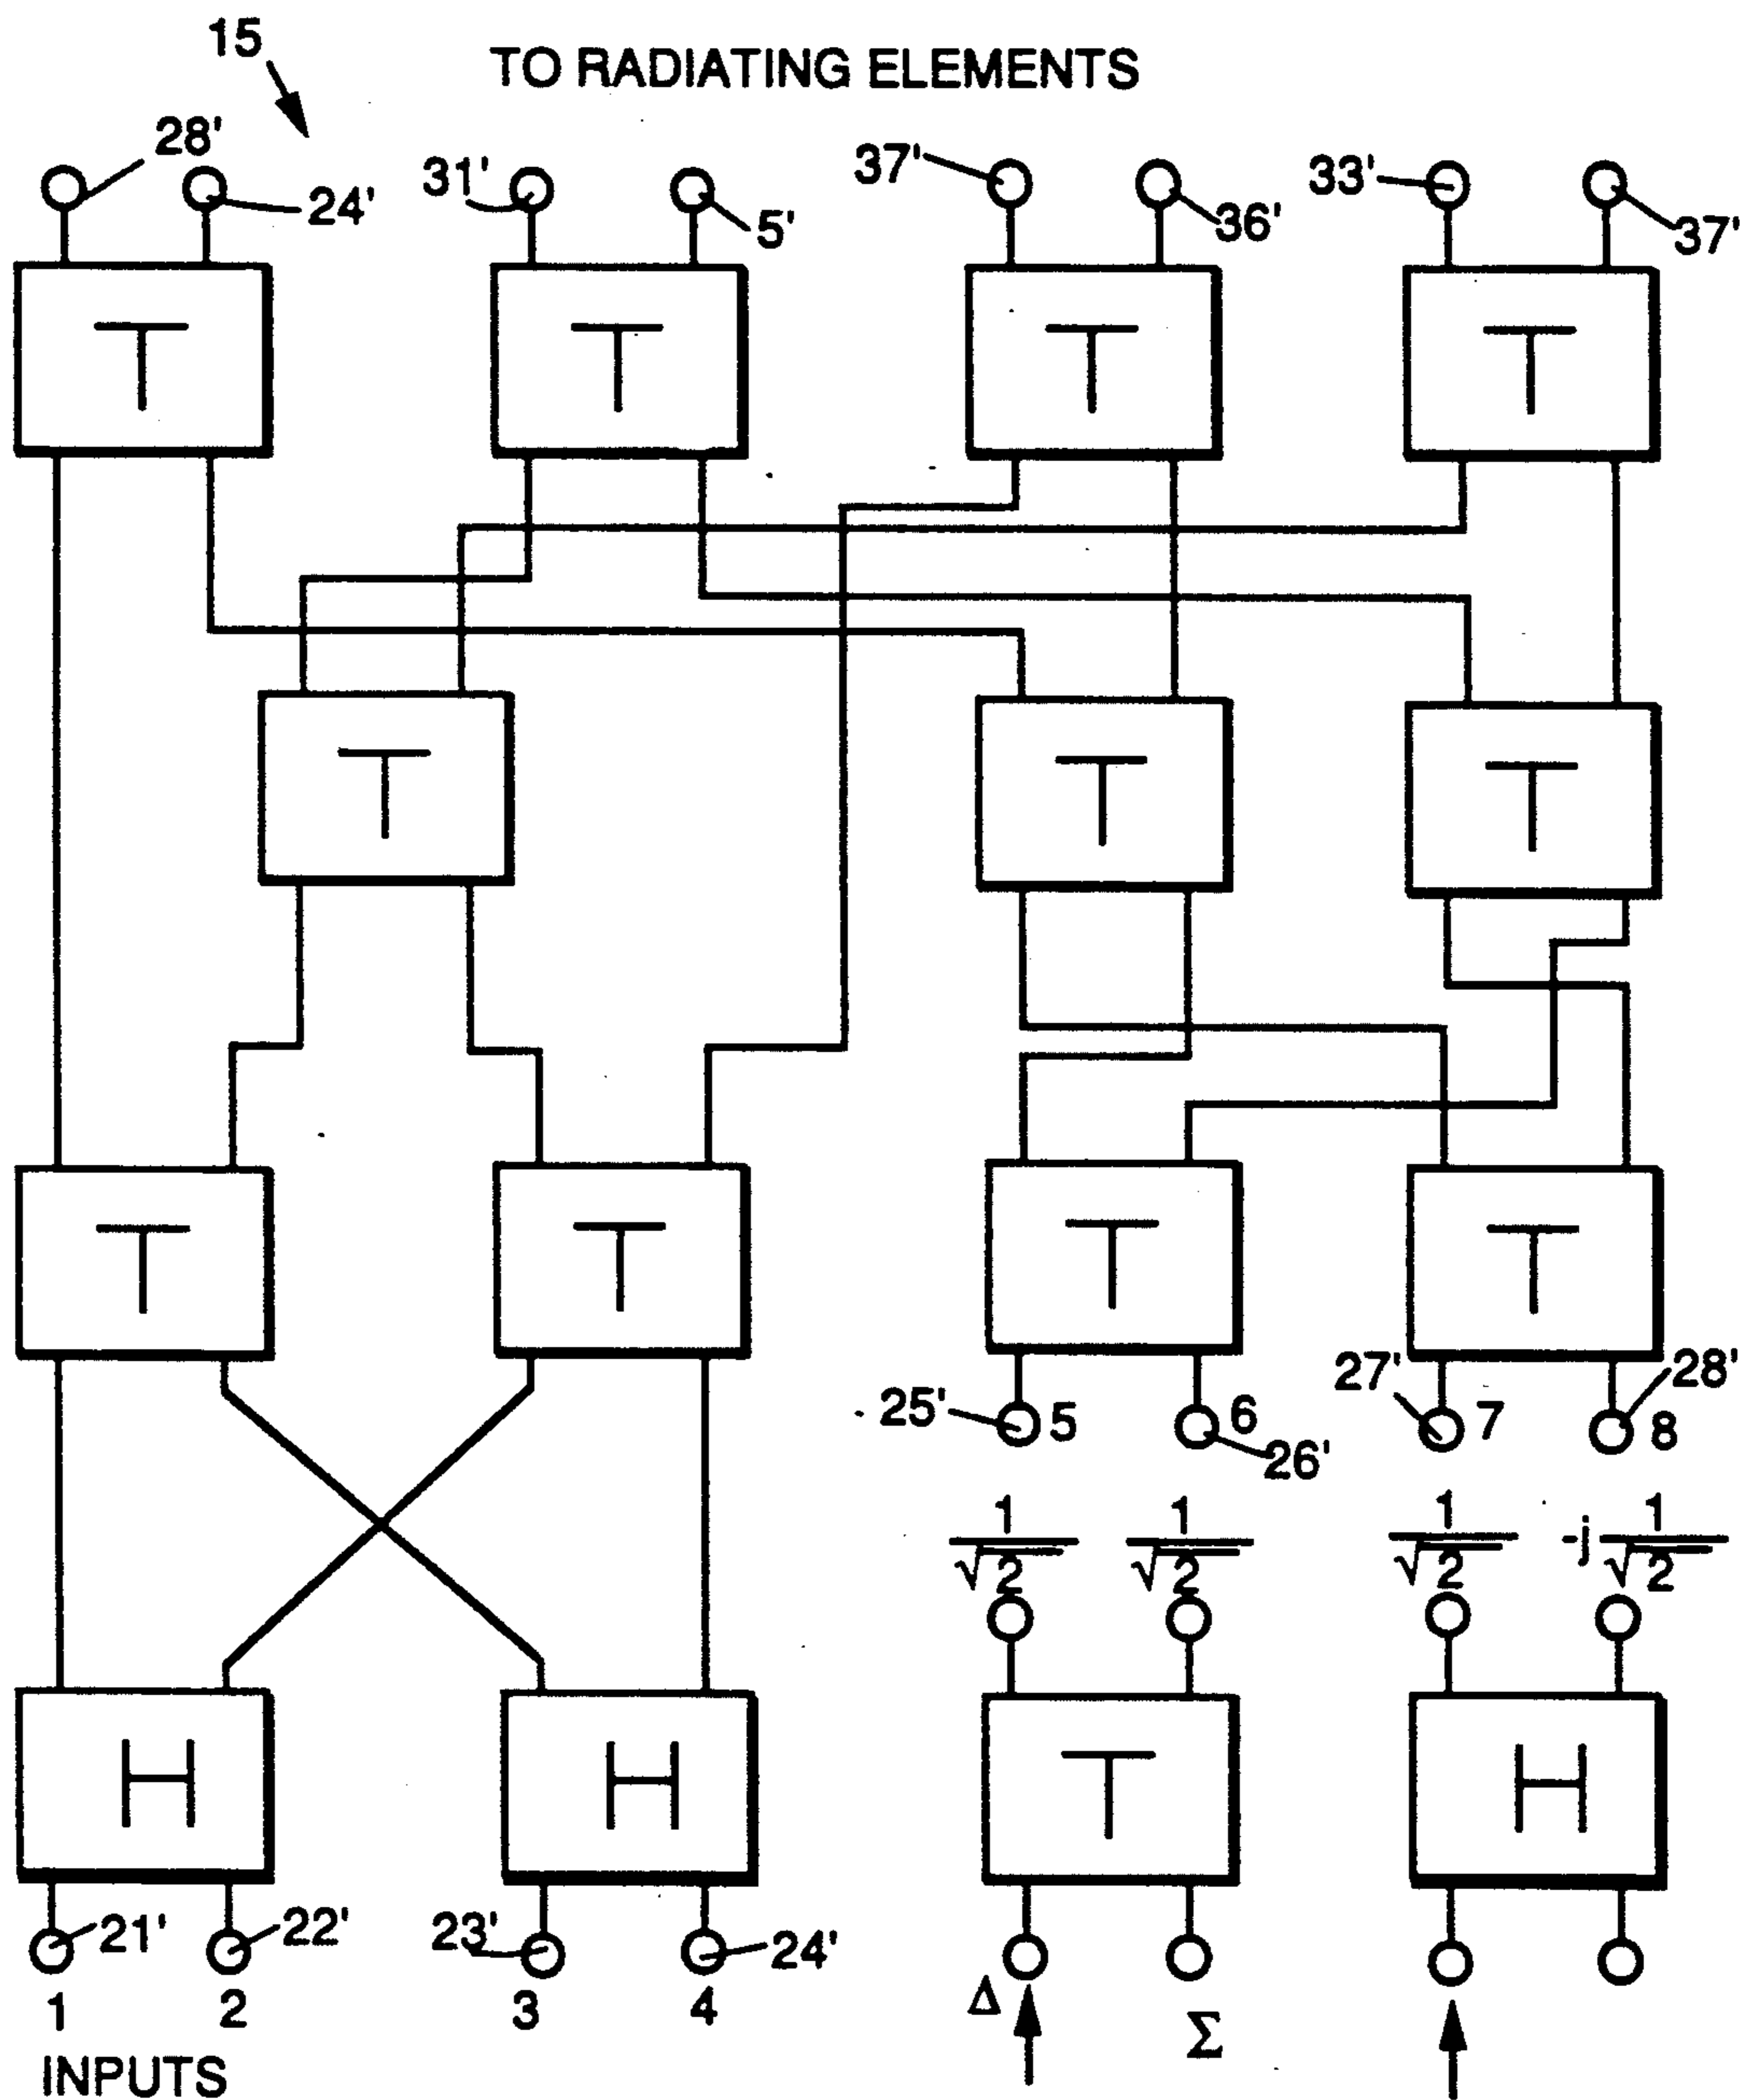 15
TO RADIATING ELEMENTS
28'
24'
31'
5'
37'
36'
33'
37'
T T T T
T T T
T T T T
25' 5
6
26'
27' 7
28'
8
1/√2 1/√2 1/√2 -j 1/√2
H H T H
21'
22'
23'
24'
1 2 3 4
Δ Σ
INPUTS